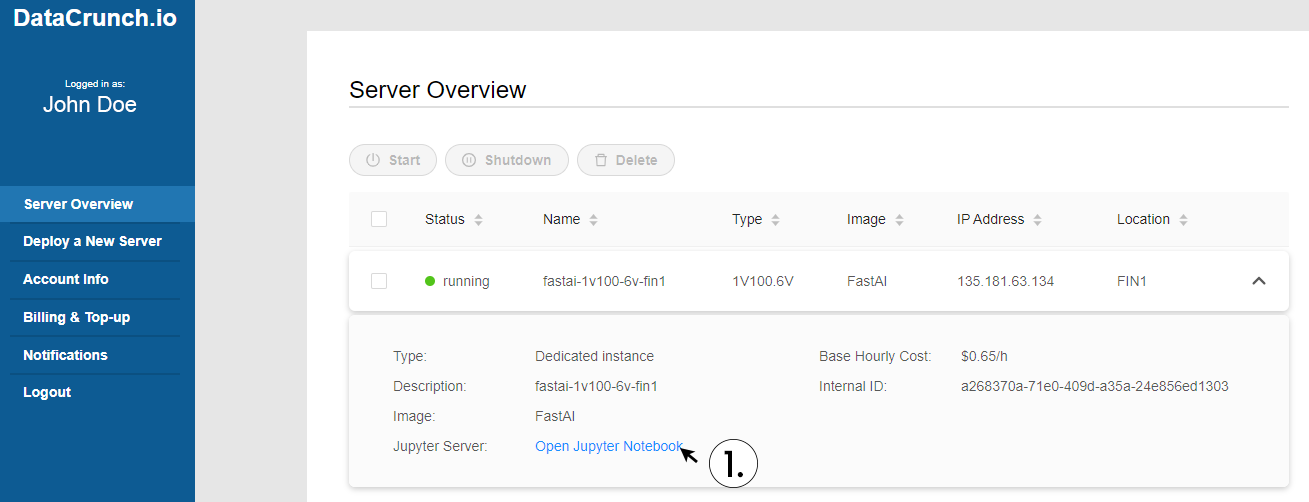 DataCrunch.io
Logged in as:
John Doe
Server Overview
Deploy a New Server
Account Info
Billing & Top-up
Notifications
Logout
Server Overview
Start Shutdown Delete
Status Name Type Image IP Address Location
running fastai-1v100-6v-fin1 1V100.6V FastAI 135.181.63.134 FIN1
Type: Dedicated instance Base Hourly Cost: $0.65/h
Description: fastai-1v100-6v-fin1 Internal ID: a268370a-71e0-409d-a35a-24e856ed1303
Image: FastAI
Jupyter Server: Open Jupyter Notebook
1.